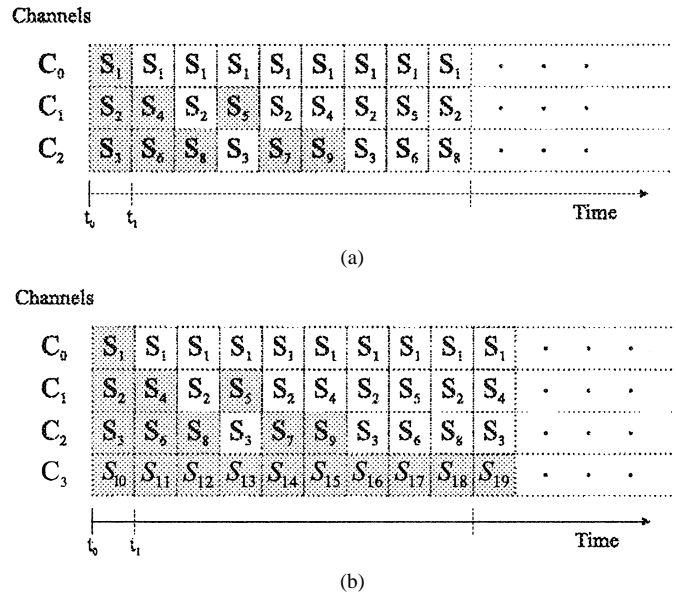 Channels
C₀ S₁ S₁ S₁ S₁ S₁ S₁ S₁ S₁ S₁ . . .
C₁ S₂ S₄ S₂ S₅ S₂ S₄ S₂ S₅ S₂ . . .
C₂ S₃ S₆ S₈ S₃ S₇ S₉ S₃ S₆ S₈ . . .
t₀ t₁ Time
(a)
Channels
C₀ S₁ S₁ S₁ S₁ S₁ S₁ S₁ S₁ S₁ S₁ . . .
C₁ S₂ S₄ S₂ S₅ S₂ S₄ S₂ S₅ S₂ S₄ . . .
C₂ S₃ S₆ S₈ S₃ S₇ S₉ S₃ S₆ S₈ S₃ . . .
C₃ S₁₀ S₁₁ S₁₂ S₁₃ S₁₄ S₁₅ S₁₆ S₁₇ S₁₈ S₁₉ . . .
t₀ t₁ Time
(b)